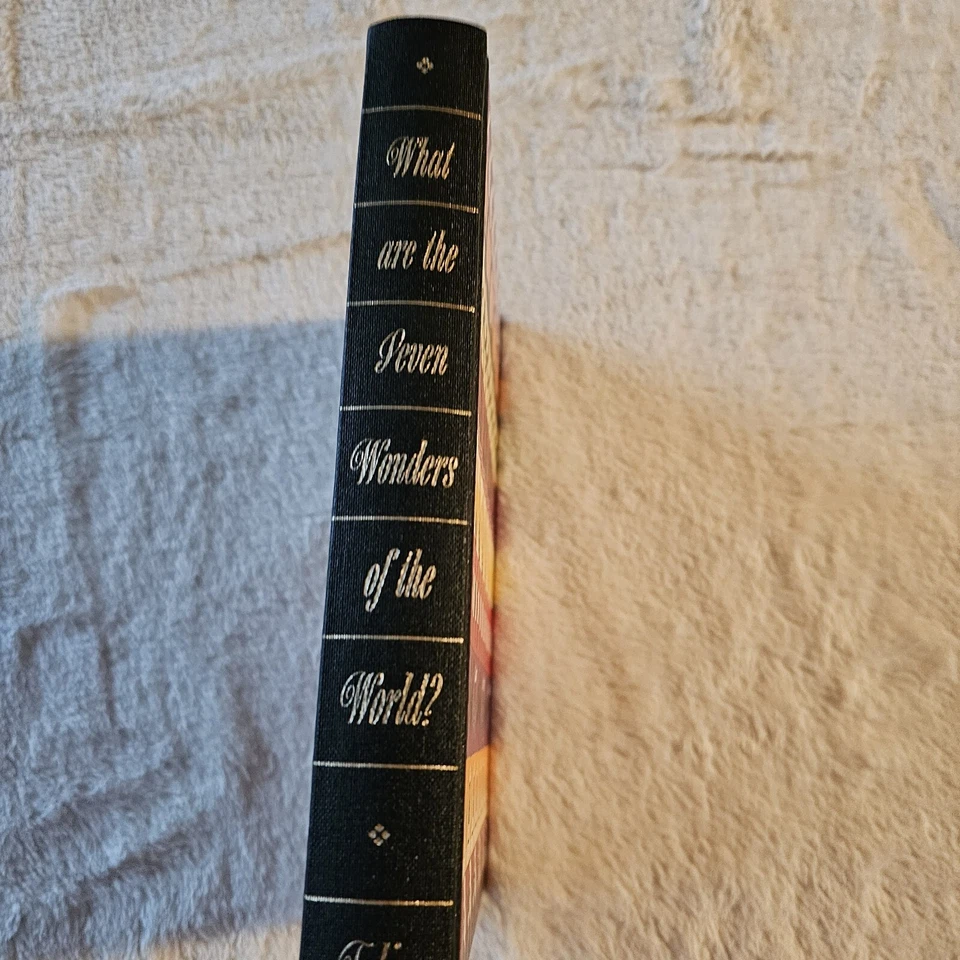 What
are the
Seven
Wonders
of the
World?